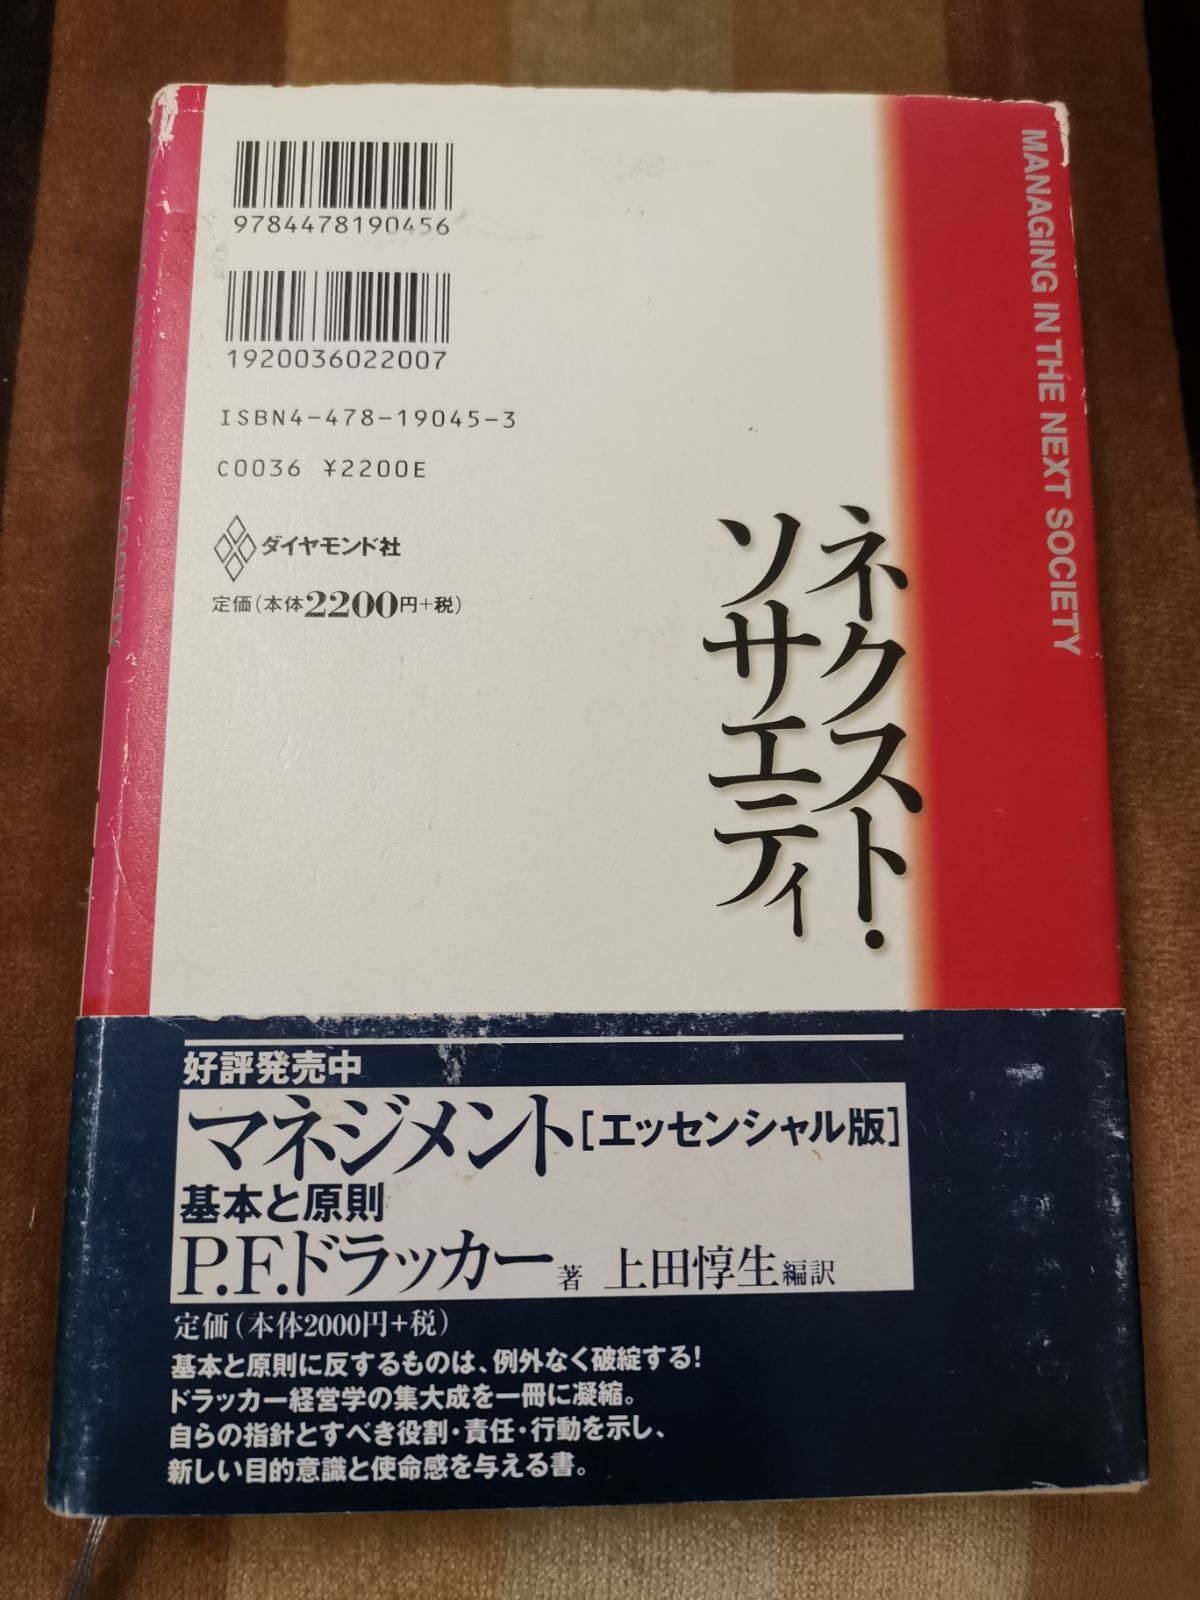 MANAGING IN THE NEXT SOCIETY
9784478190456
1920036022007
ISBN4-478-19045-3
C0036 ¥2200E
ダイヤモンド社
定価(本体2200円+税)
ネクスト・
ソサエティ
好評発売中
マネジメント[エッセンシャル版]
基本と原則
P.F.ドラッカー著 上田惇生編訳
定価(本体2000円+税)
基本と原則に反するものは、例外なく破綻する!
ドラッカー経営学の集大成を一冊に凝縮。
自らの指針とすべき役割・責任・行動を示し、
新しい目的意識と使命感を与える書。